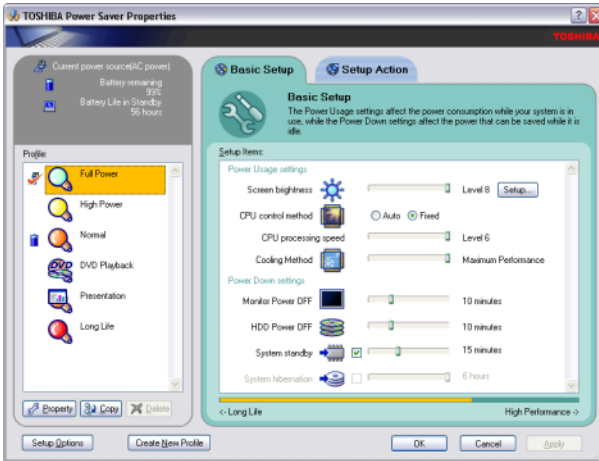 TOSHIBA Power Saver Properties
TOSHIBA
Current power source(AC power)
Battery remaining
99%
Battery Life in Standby
56 hours
Profile:
Full Power
High Power
Normal
DVD Playback
Presentation
Long Life
Property
Copy
Delete
Basic Setup
Setup Action
Basic Setup
The Power Usage settings affect the power consumption while your system is in
use, while the Power Down settings affect the power that can be saved while it is
idle.
Setup Items:
Power Usage settings
Screen brightness Level 8 Setup...
CPU control method Auto Fixed
CPU processing speed Level 6
Cooling Method Maximum Performance
Power Down settings
Monitor Power OFF 10 minutes
HDD Power OFF 10 minutes
System standby 15 minutes
System hibernation 6 hours
<- Long Life High Performance ->
Setup Options
Create New Profile
OK
Cancel
Apply